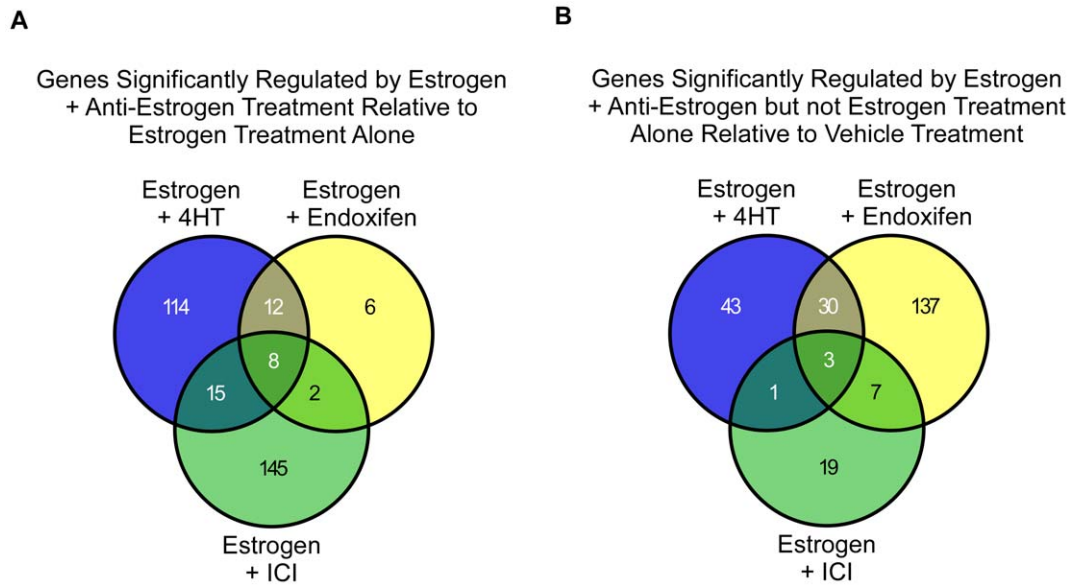 A
Genes Significantly Regulated by Estrogen
+ Anti-Estrogen Treatment Relative to
Estrogen Treatment Alone
Estrogen
+ 4HT
Estrogen
+ Endoxifen
114
12
6
8
15
2
145
Estrogen
+ ICI
B
Genes Significantly Regulated by Estrogen
+ Anti-Estrogen but not Estrogen Treatment
Alone Relative to Vehicle Treatment
Estrogen
+ 4HT
Estrogen
+ Endoxifen
43
30
137
3
1
7
19
Estrogen
+ ICI